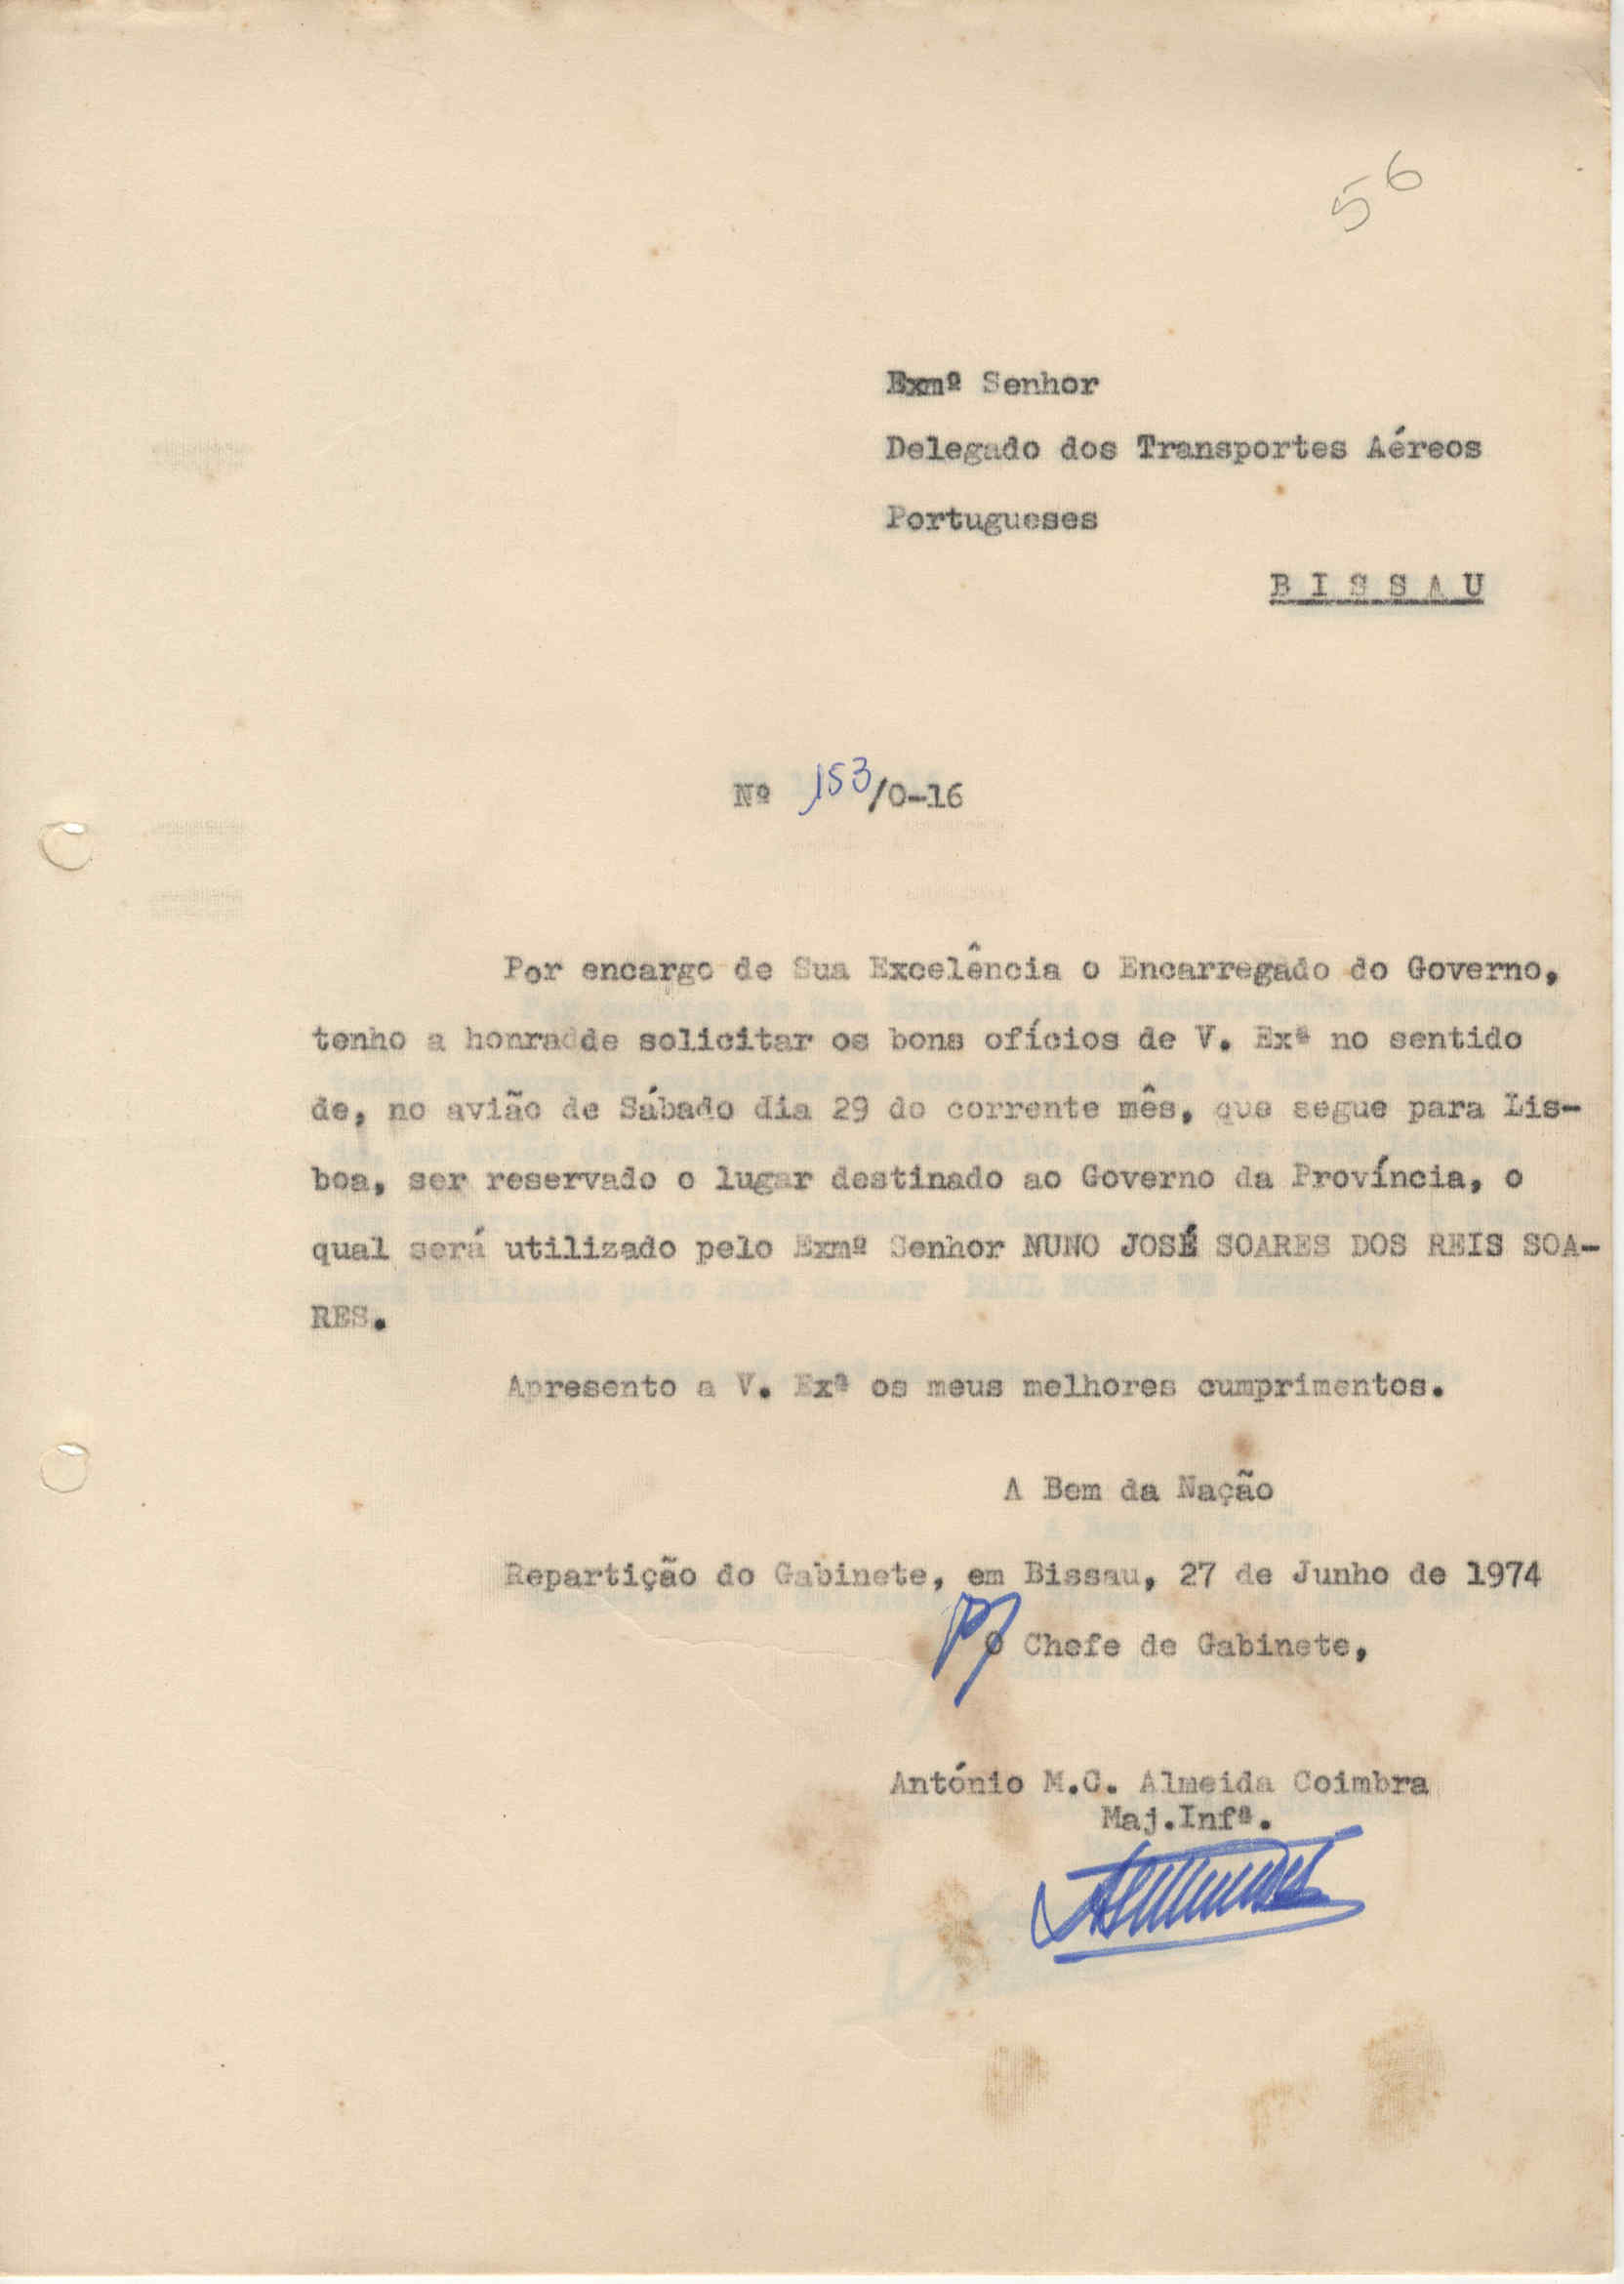 56
Exmº Senhor
Delegado dos Transportes Aéreos
Portugueses
B I S S A U
Nº 153/0-16
Por encargo de Sua Excelência o Encarregado do Governo,
tenho a honradde solicitar os bons ofícios de V. Exª no sentido
de, no avião de Sábado dia 29 do corrente mês, que segue para Lis-
boa, ser reservado o lugar destinado ao Governo da Província, o
qual será utilizado pelo Exmº Senhor NUNO JOSÉ SOARES DOS REIS SOA-
RES.
Apresento a V. Exª os meus melhores cumprimentos.
A Bem da Nação
Repartição do Gabinete, em Bissau, 27 de Junho de 1974
O Chefe de Gabinete,
António M.C. Almeida Coimbra
Maj.Infª.